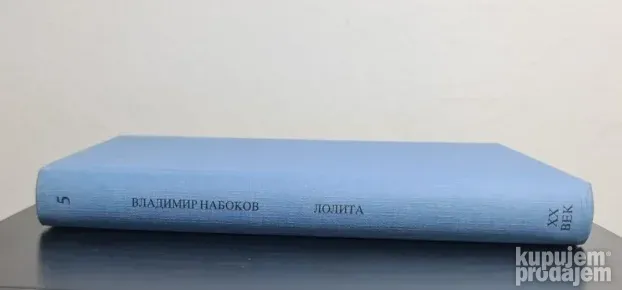 5
ВЛАДИМИР НАБОКОВ
ЛОЛИТА
XX
ВЕК
kupujem
prodajem